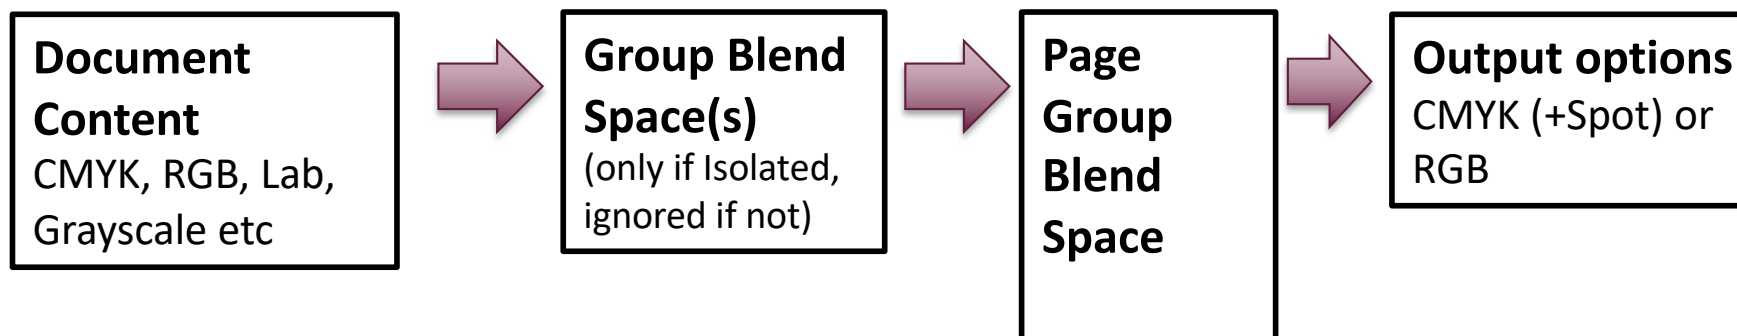 Document
Content
CMYK, RGB, Lab,
Grayscale etc
Group Blend
Space(s)
(only if Isolated,
ignored if not)
Page
Group
Blend
Space
Output options
CMYK (+Spot) or
RGB